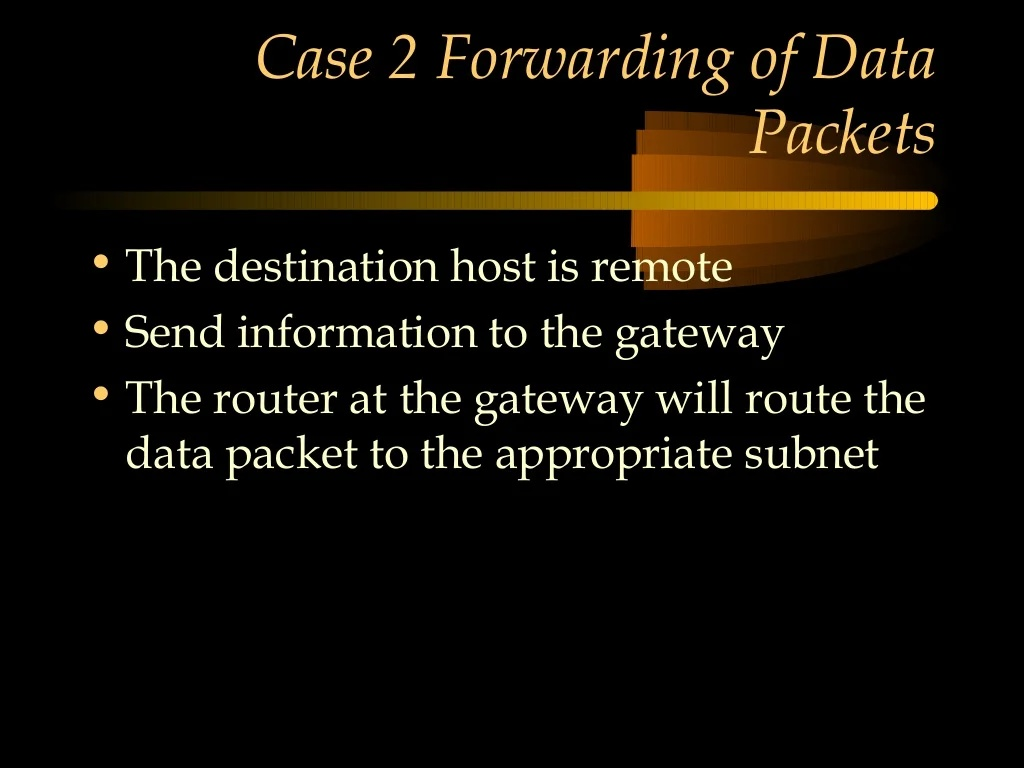 Case 2 Forwarding of Data
Packets
• The destination host is remote
• Send information to the gateway
• The router at the gateway will route the
data packet to the appropriate subnet